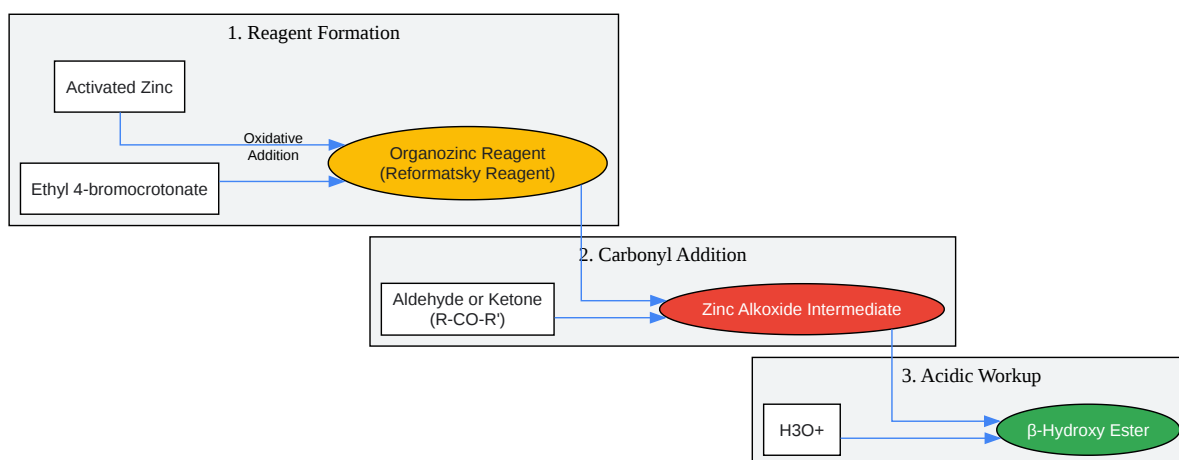 1. Reagent Formation
Activated Zinc
Oxidative
Addition
Ethyl 4-bromocrotonate
Organozinc Reagent
(Reformatsky Reagent)
2. Carbonyl Addition
Aldehyde or Ketone
(R-CO-R')
Zinc Alkoxide Intermediate
3. Acidic Workup
H3O+
β-Hydroxy Ester